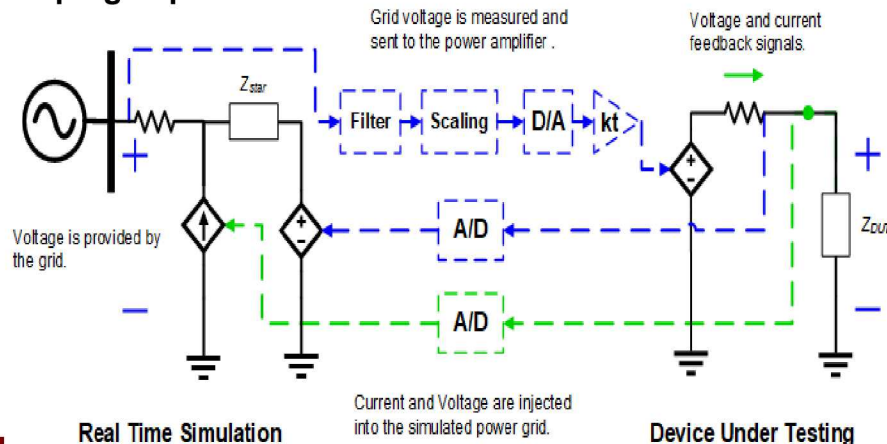 Grid voltage is measured and
sent to the power amplifier .
Voltage and current
feedback signals.
Zstar
Filter
Scaling
D/A
kt
+
+
-
+
-
+
A/D
ZDUT
Voltage is provided by
the grid.
−
−
A/D
Current and Voltage are injected
into the simulated power grid.
Real Time Simulation
Device Under Testing